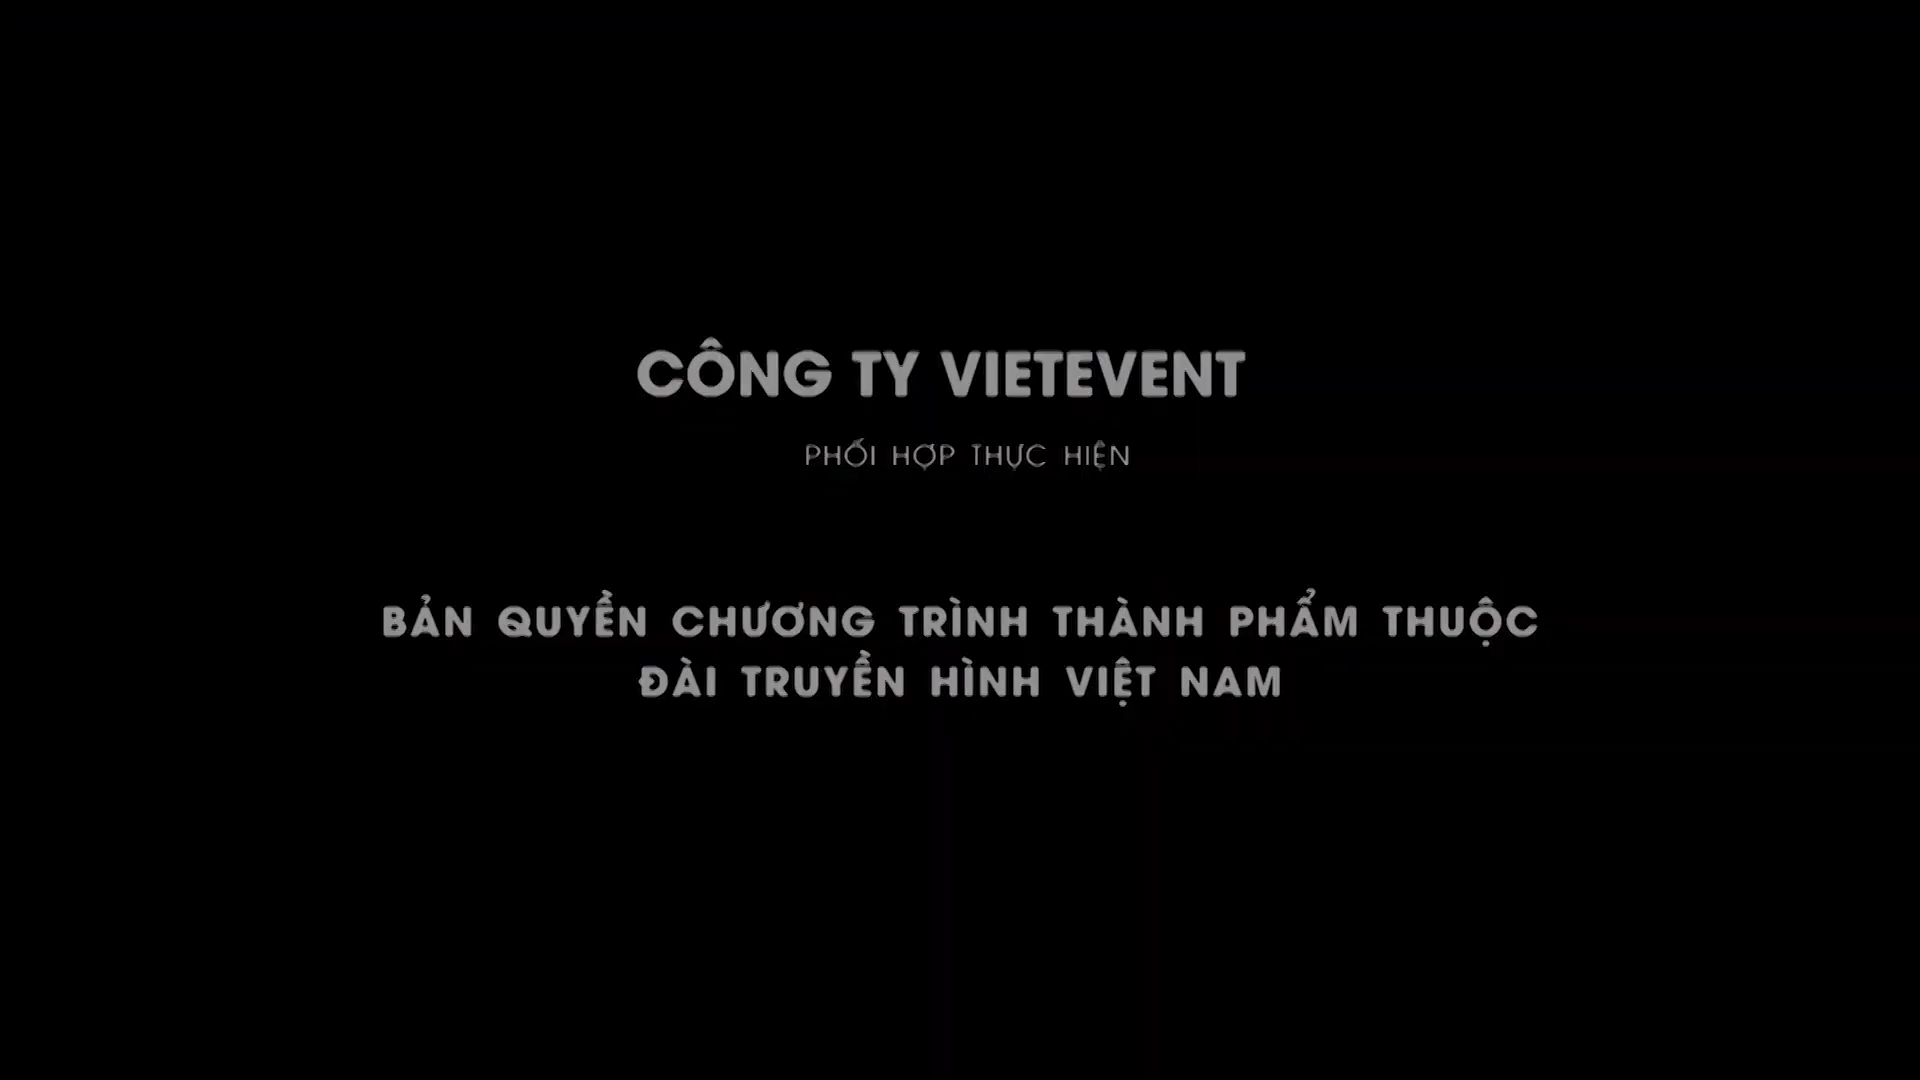 CÔNG TY VIETEVENT
PHỐI HỢP THỰC HIỆN
BẢN QUYỀN CHƯƠNG TRÌNH THÀNH PHẨM THUỘC
ĐÀI TRUYỀN HÌNH VIỆT NAM